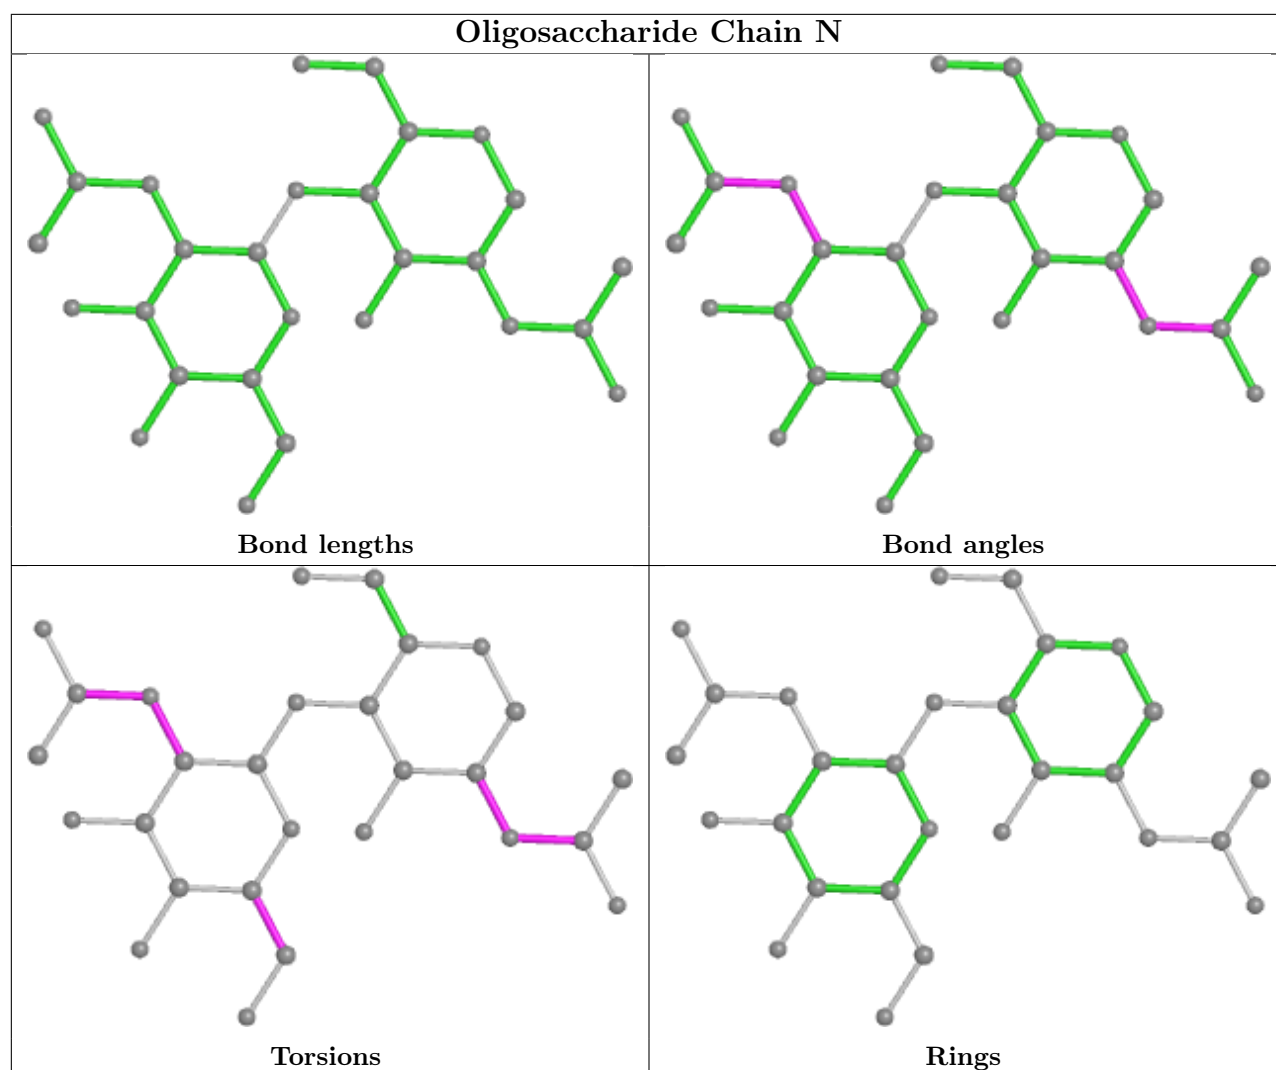 Oligosaccharide Chain N
Bond lengths
Bond angles
Torsions
Rings